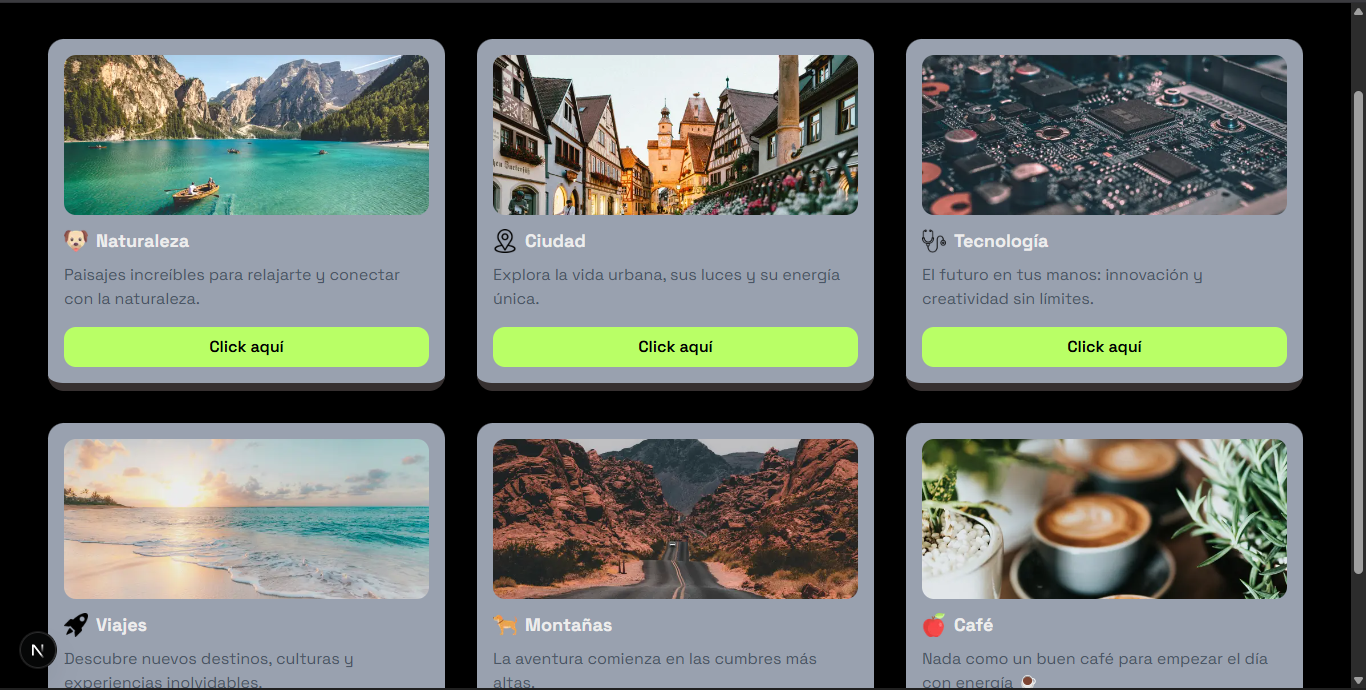 Naturaleza
Paisajes increíbles para relajarte y conectar
con la naturaleza.
Click aquí
Ciudad
Explora la vida urbana, sus luces y su energía
única.
Click aquí
Tecnología
El futuro en tus manos: innovación y
creatividad sin límites.
Click aquí
Viajes
Descubre nuevos destinos, culturas y
experiencias inolvidables.
Montañas
La aventura comienza en las cumbres más
altas.
Café
Nada como un buen café para empezar el día
con energía ☕
N